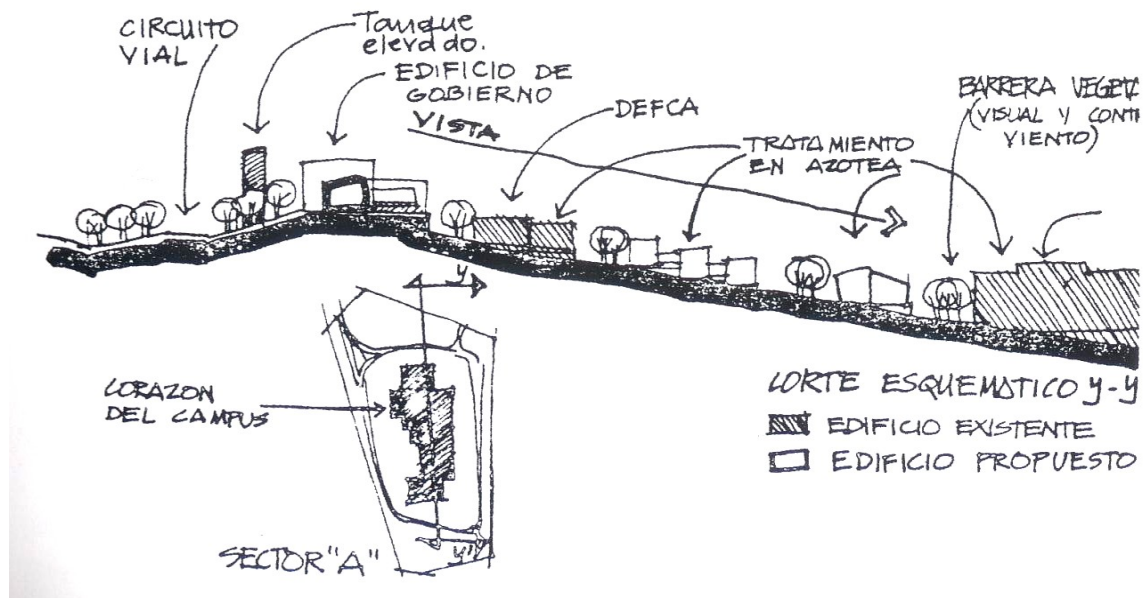 CIRCUITO
VIAL
Tanque
elevado.
EDIFICIO DE
GOBIERNO
VISTA
DEFCA
TRATAMIENTO
EN AZOTEA
BARRERA VEGETA
(VISUAL Y CONT
VIENTO)
y
CORAZON
DEL CAMPUS
y'
SECTOR "A"
CORTE ESQUEMATICO y-y
EDIFICIO EXISTENTE
EDIFICIO PROPUESTO